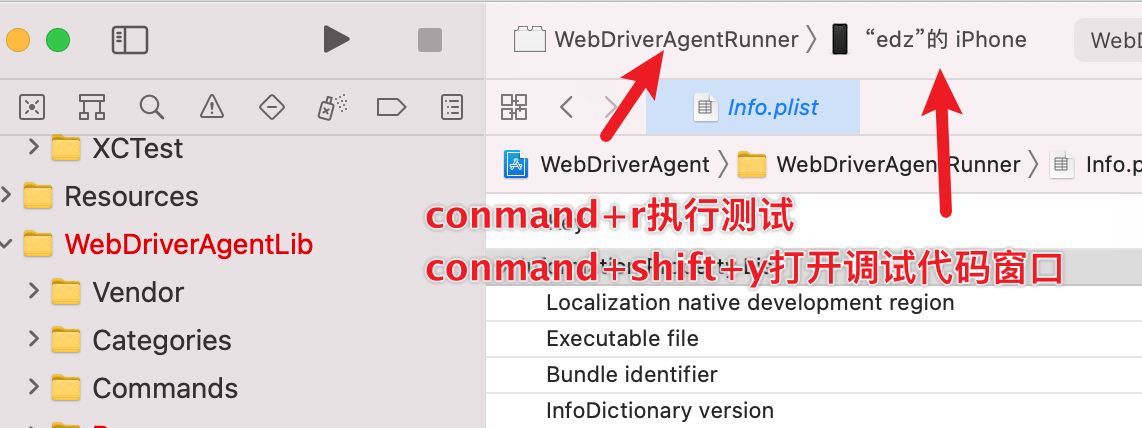 WebDriverAgentRunner 〉 “edz”的 iPhone
WebD
Info.plist
WebDriverAgent 〉 WebDriverAgen Runner 〉 Info.p
XCTest
Resources
WebDriverAgentLib
Vendor
Categories
Commands
conmand+r执行测试
conmand+shift+y打开调试代码窗口
Localization native development region
Executable file
Bundle identifier
InfoDictionary version